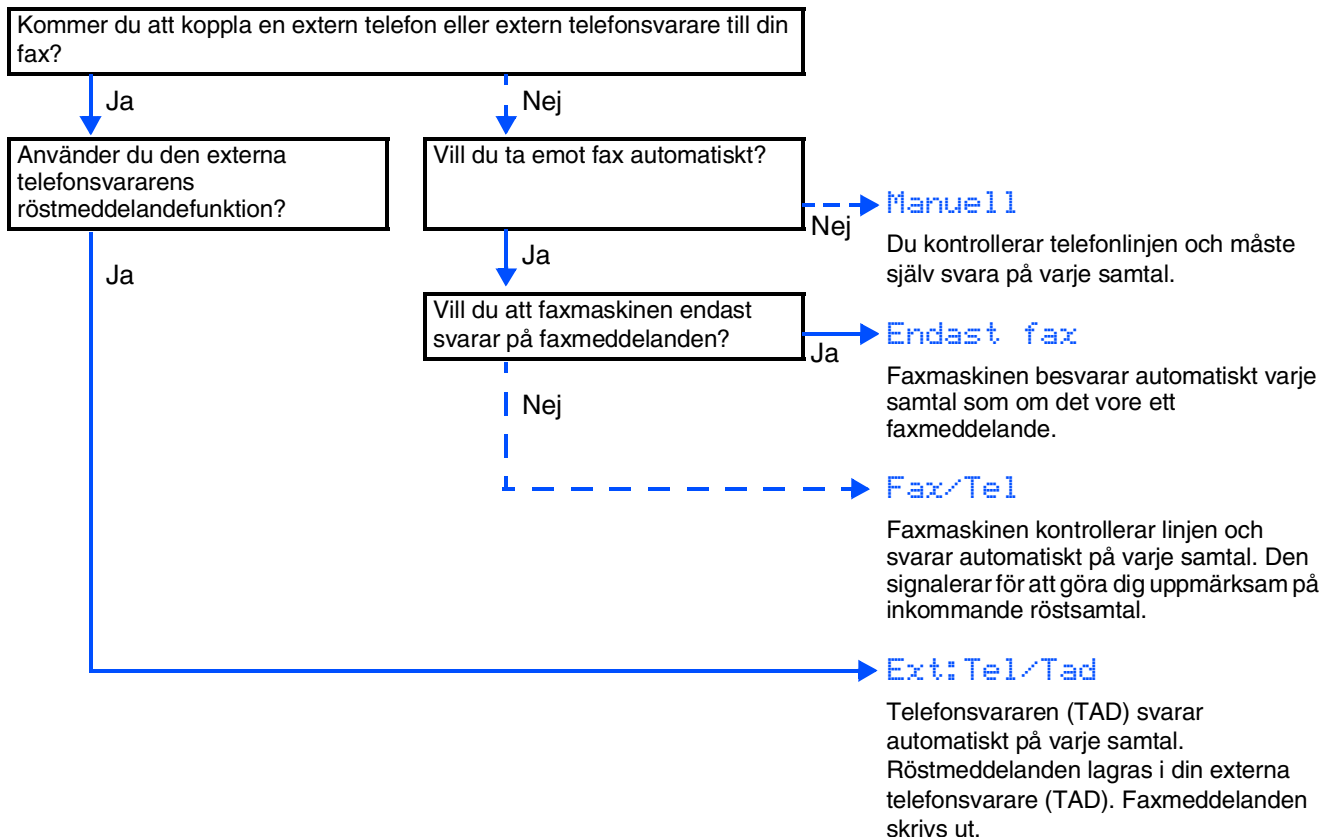 Kommer du att koppla en extern telefon eller extern telefonsvarare till din
fax?
Ja
Nej
Använder du den externa
telefonsvararens
röstmeddelandefunktion?
Vill du ta emot fax automatiskt?
Nej
Manuell
Du kontrollerar telefonlinjen och måste
själv svara på varje samtal.
Ja
Ja
Vill du att faxmaskinen endast
svarar på faxmeddelanden?
Ja
Endast fax
Faxmaskinen besvarar automatiskt varje
samtal som om det vore ett
faxmeddelande.
Nej
Fax/Tel
Faxmaskinen kontrollerar linjen och
svarar automatiskt på varje samtal. Den
signalerar för att göra dig uppmärksam på
inkommande röstsamtal.
Ext:Tel/Tad
Telefonsvararen (TAD) svarar
automatiskt på varje samtal.
Röstmeddelanden lagras i din externa
telefonsvarare (TAD). Faxmeddelanden
skrivs ut.